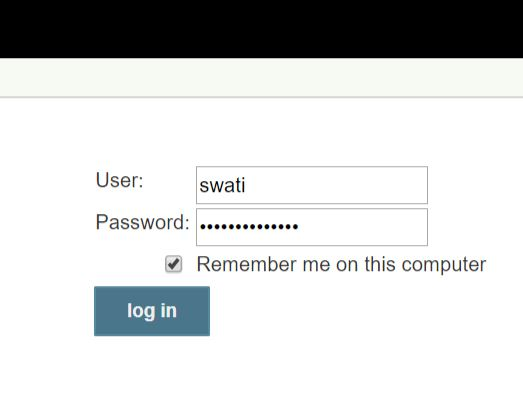 User: swati
Password: ••••••••••••••
Remember me on this computer
log in